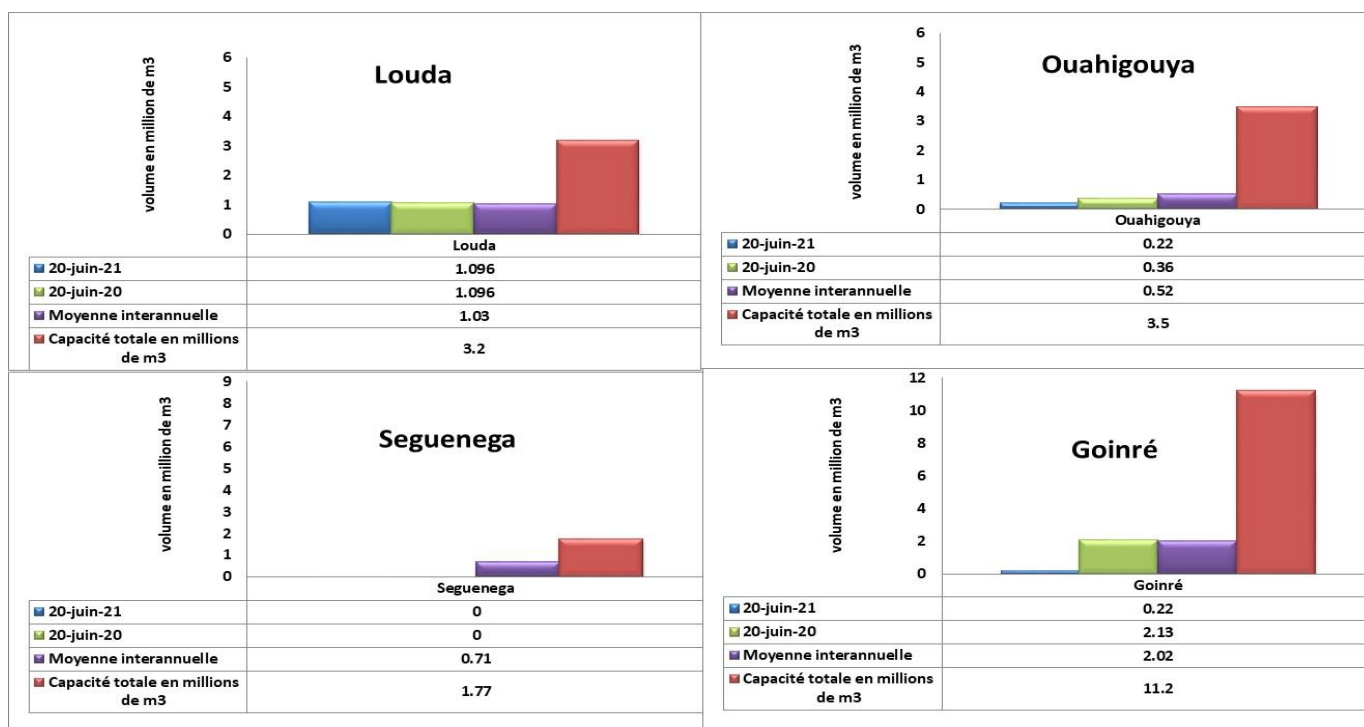 Louda
volume en million de m3
6
5
4
3
2
1
0
Louda
20-juin-21 1.096
20-juin-20 1.096
Moyenne interannuelle 1.03
Capacité totale en millions
de m3 3.2
Ouahigouya
volume en million de m3
6
5
4
3
2
1
0
Ouahigouya
20-juin-21 0.22
20-juin-20 0.36
Moyenne interannuelle 0.52
Capacité totale en millions
de m3 3.5
Seguenega
volume en million de m3
9
8
7
6
5
4
3
2
1
0
Seguenega
20-juin-21 0
20-juin-20 0
Moyenne interannuelle 0.71
Capacité totale en millions
de m3 1.77
Goinré
volume en million de m3
12
10
8
6
4
2
0
Goinré
20-juin-21 0.22
20-juin-20 2.13
Moyenne interannuelle 2.02
Capacité totale en millions
de m3 11.2